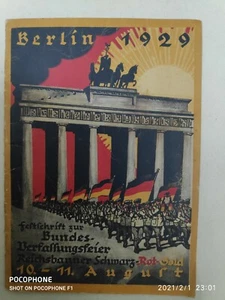 Berlin 1929
Festschrift zur
Bundes-
Verfassungsfeier
Reichsbanner Schwarz-Rot-Gold
10.-11. August
POCOPHONE
SHOT ON POCOPHONE F1
2021/2/1 23:01